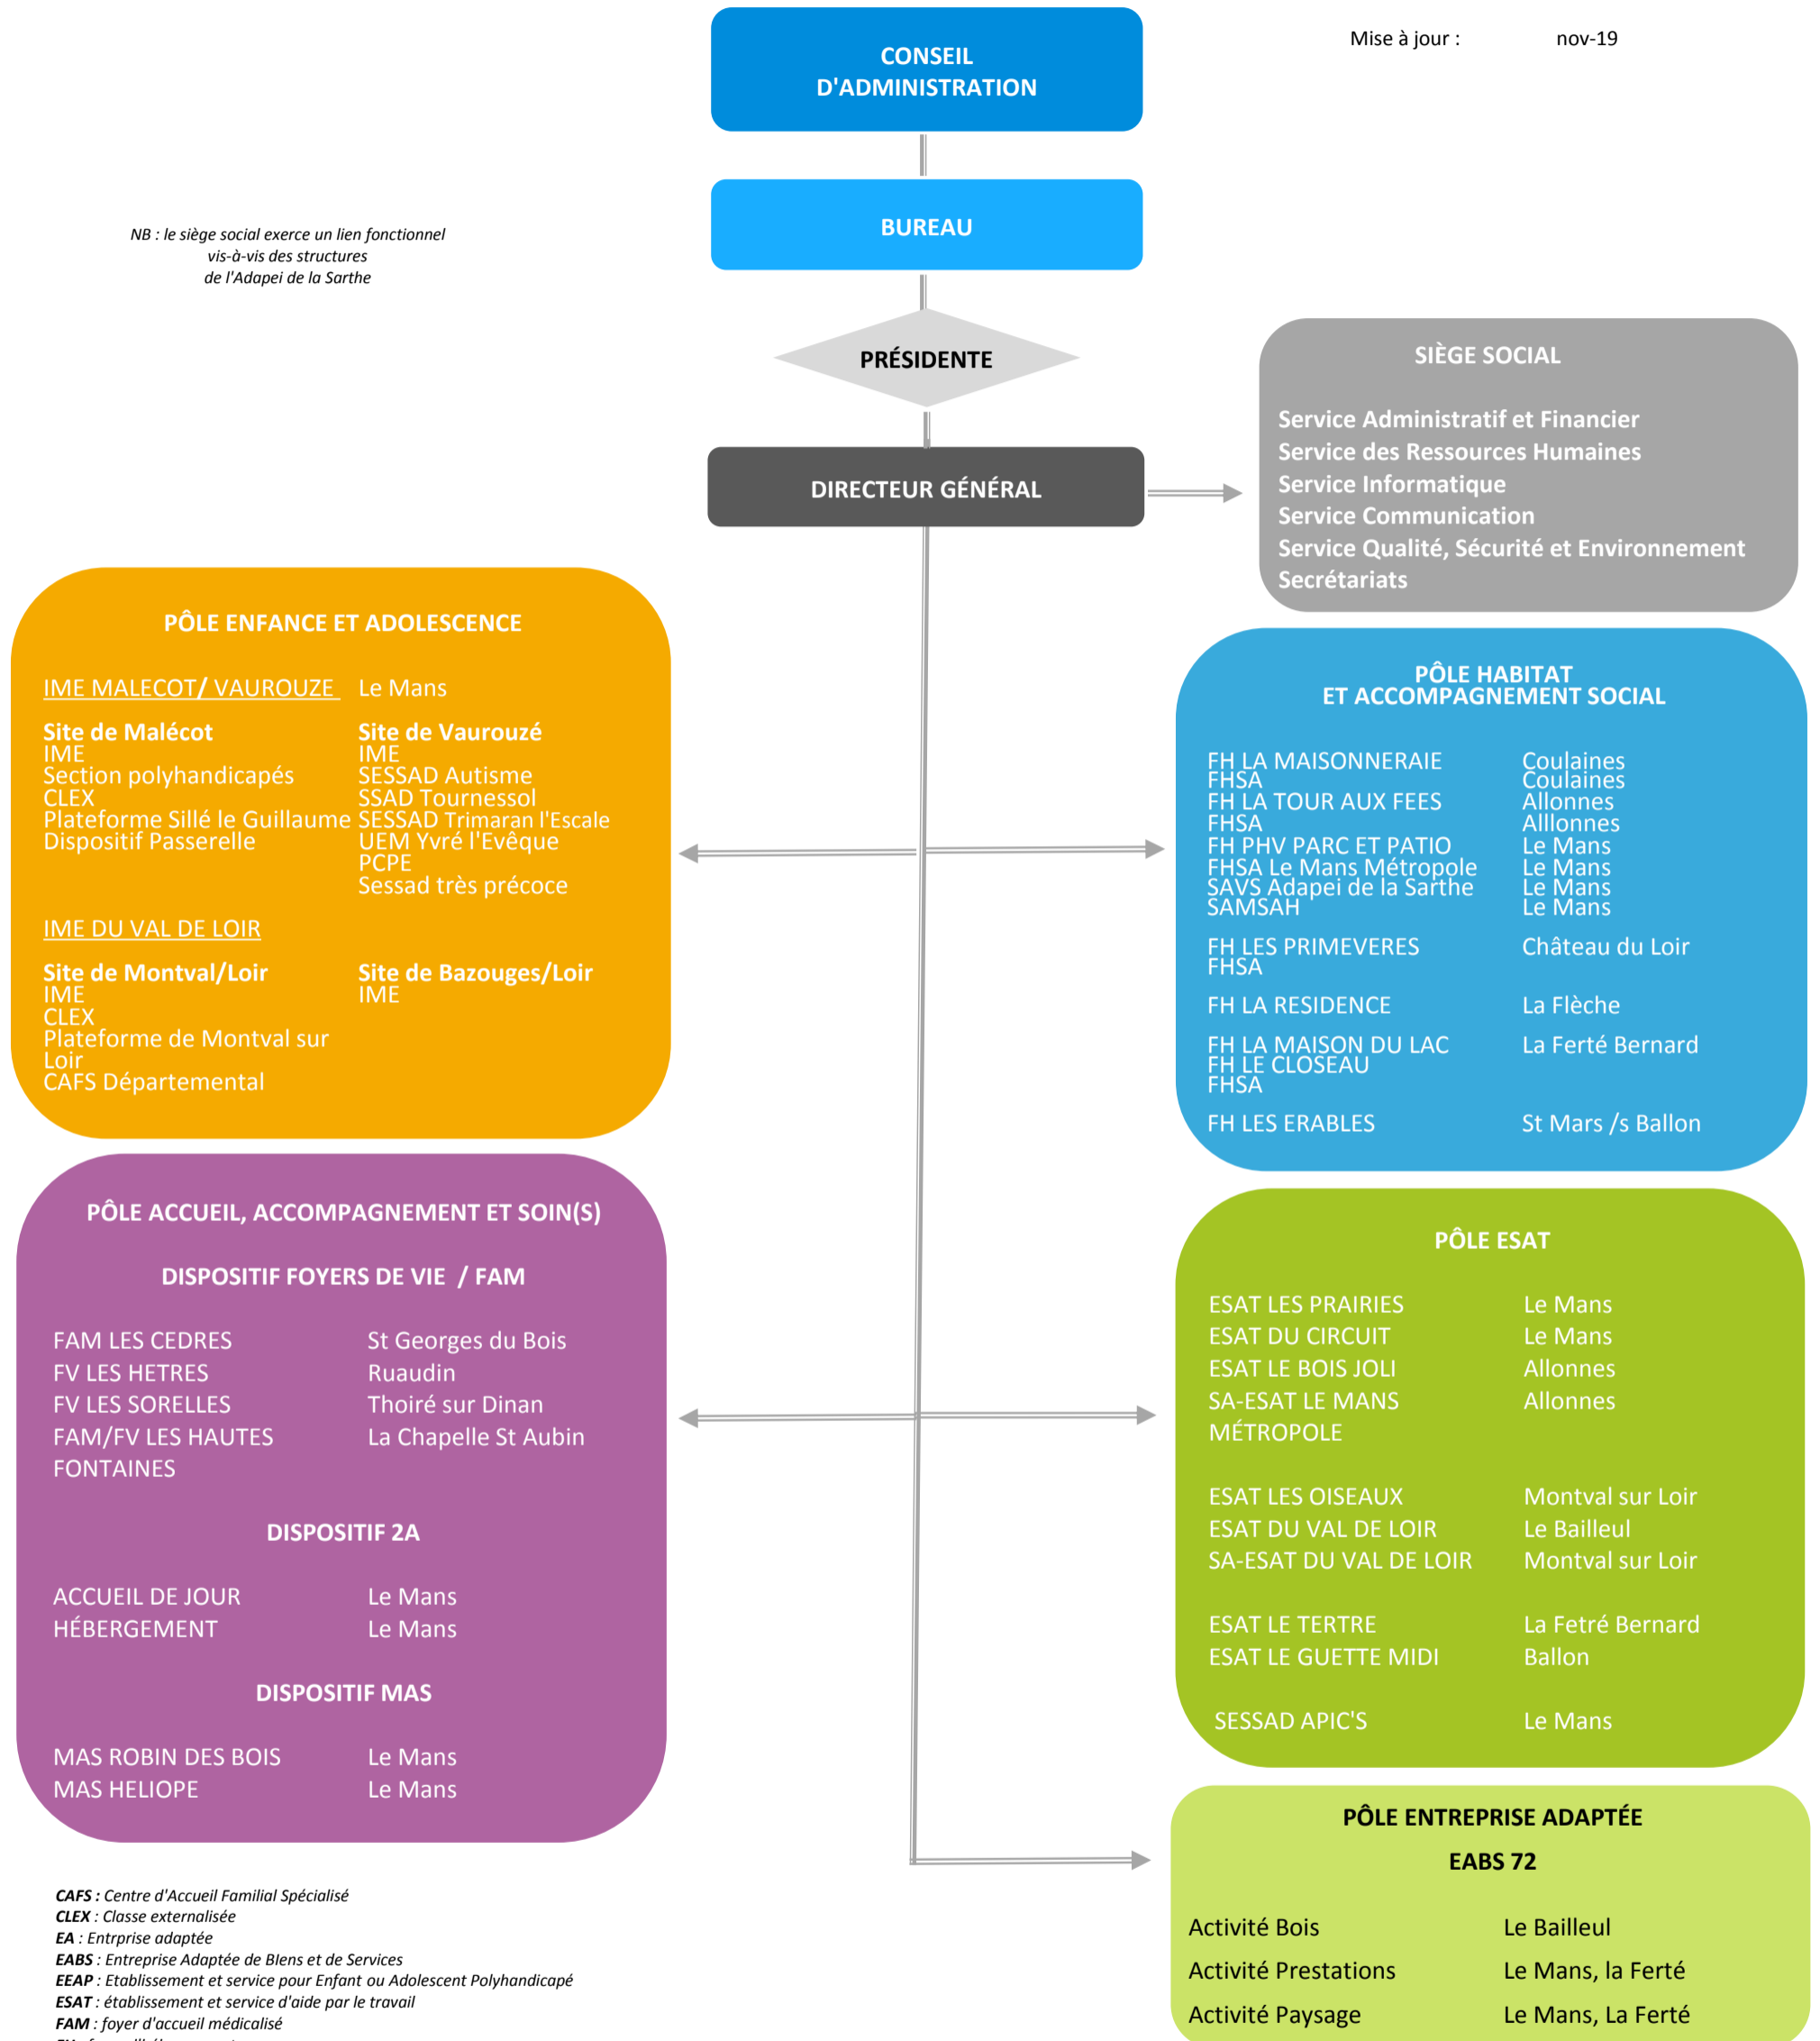 Mise à jour : nov-19
CONSEIL
D'ADMINISTRATION
BUREAU
NB : le siège social exerce un lien fonctionnel
vis-à-vis des structures
de l'Adapei de la Sarthe
PRÉSIDENTE
DIRECTEUR GÉNÉRAL
SIÈGE SOCIAL
Service Administratif et Financier
Service des Ressources Humaines
Service Informatique
Service Communication
Service Qualité, Sécurité et Environnement
Secrétariats
PÔLE ENFANCE ET ADOLESCENCE
IME MALECOT/ VAUROUZE Le Mans
Site de Malécot Site de Vaurouzé
IME IME
Section polyhandicapés SESSAD Autisme
CLEX SSAD Tournessol
Plateforme Sillé le Guillaume SESSAD Trimaran l'Escale
Dispositif Passerelle UEM Yvré l'Evêque
PCPE
Sessad très précoce
IME DU VAL DE LOIR
Site de Montval/Loir Site de Bazouges/Loir
IME IME
CLEX
Plateforme de Montval sur
Loir
CAFS Départemental
PÔLE HABITAT
ET ACCOMPAGNEMENT SOCIAL
FH LA MAISONNERAIE Coulaines
FHSA Coulaines
FH LA TOUR AUX FEES Allonnes
FHSA Alllonnes
FH PHV PARC ET PATIO Le Mans
FHSA Le Mans Métropole Le Mans
SAVS Adapei de la Sarthe Le Mans
SAMSAH Le Mans
FH LES PRIMEVERES Château du Loir
FHSA
FH LA RESIDENCE La Flèche
FH LA MAISON DU LAC La Ferté Bernard
FH LE CLOSEAU
FHSA
FH LES ERABLES St Mars /s Ballon
PÔLE ACCUEIL, ACCOMPAGNEMENT ET SOIN(S)
DISPOSITIF FOYERS DE VIE / FAM
FAM LES CEDRES St Georges du Bois
FV LES HETRES Ruaudin
FV LES SORELLES Thoiré sur Dinan
FAM/FV LES HAUTES La Chapelle St Aubin
FONTAINES
DISPOSITIF 2A
ACCUEIL DE JOUR Le Mans
HÉBERGEMENT Le Mans
DISPOSITIF MAS
MAS ROBIN DES BOIS Le Mans
MAS HELIOPE Le Mans
PÔLE ESAT
ESAT LES PRAIRIES Le Mans
ESAT DU CIRCUIT Le Mans
ESAT LE BOIS JOLI Allonnes
SA-ESAT LE MANS Allonnes
MÉTROPOLE
ESAT LES OISEAUX Montval sur Loir
ESAT DU VAL DE LOIR Le Bailleul
SA-ESAT DU VAL DE LOIR Montval sur Loir
ESAT LE TERTRE La Fetré Bernard
ESAT LE GUETTE MIDI Ballon
SESSAD APIC'S Le Mans
PÔLE ENTREPRISE ADAPTÉE
EABS 72
Activité Bois Le Bailleul
Activité Prestations Le Mans, la Ferté
Activité Paysage Le Mans, La Ferté
CAFS : Centre d'Accueil Familial Spécialisé
CLEX : Classe externalisée
EA : Entrprise adaptée
EABS : Entreprise Adaptée de BIens et de Services
EEAP : Etablissement et service pour Enfant ou Adolescent Polyhandicapé
ESAT : établissement et service d'aide par le travail
FAM : foyer d'accueil médicalisé